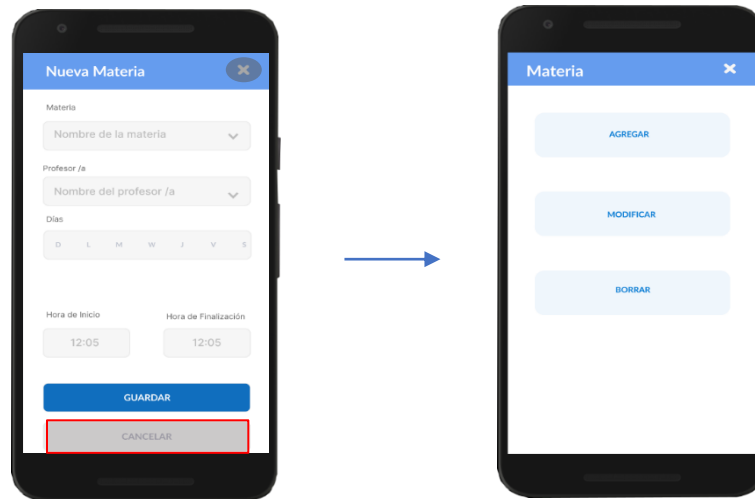 Nueva Materia
Materia
Nombre de la materia
Profesor /a
Nombre del profesor /a
Días
D L M W J V S
Hora de Inicio Hora de Finalización
12:05 12:05
GUARDAR
CANCELAR
Materia
AGREGAR
MODIFICAR
BORRAR